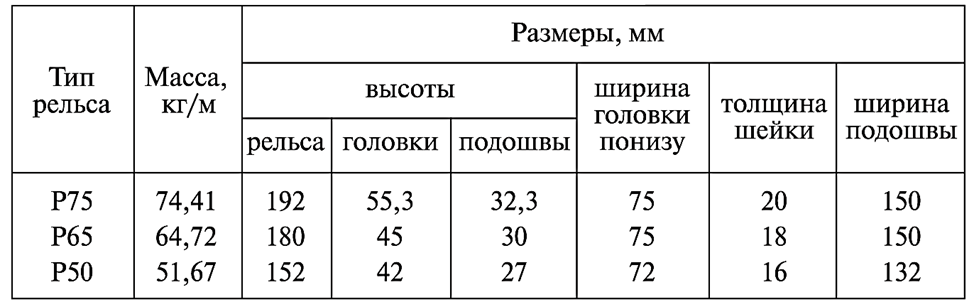 Тип рельса
Масса, кг/м
Размеры, мм
высоты
ширина головки понизу
толщина шейки
ширина подошвы
рельса головки подошвы
Р75 74,41 192 55,3 32,3 75 20 150
Р65 64,72 180 45 30 75 18 150
Р50 51,67 152 42 27 72 16 132